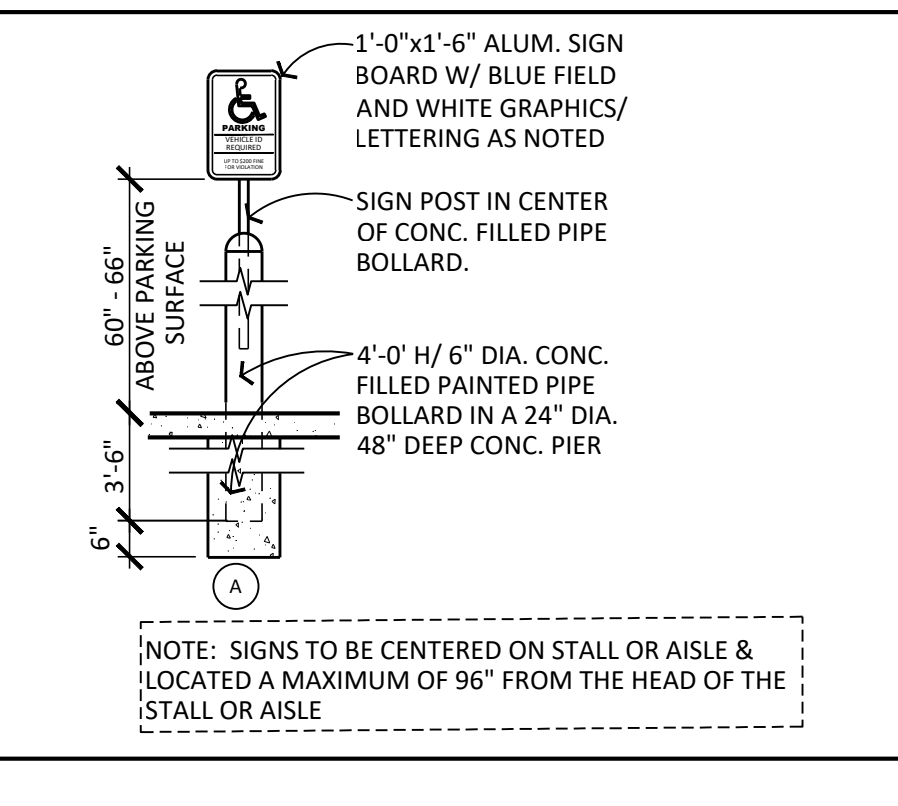 1'-0"x1'-6" ALUM. SIGN
BOARD W/ BLUE FIELD
AND WHITE GRAPHICS/
LETTERING AS NOTED
PARKING
VEHICLE ID
REQUIRED
UP TO $200 FINE
FOR VIOLATION
SIGN POST IN CENTER
OF CONC. FILLED PIPE
BOLLARD.
60" - 66"
ABOVE PARKING
SURFACE
4'-0' H/ 6" DIA. CONC.
FILLED PAINTED PIPE
BOLLARD IN A 24" DIA.
48" DEEP CONC. PIER
3'-6"
6"
A
NOTE: SIGNS TO BE CENTERED ON STALL OR AISLE &
LOCATED A MAXIMUM OF 96" FROM THE HEAD OF THE
STALL OR AISLE